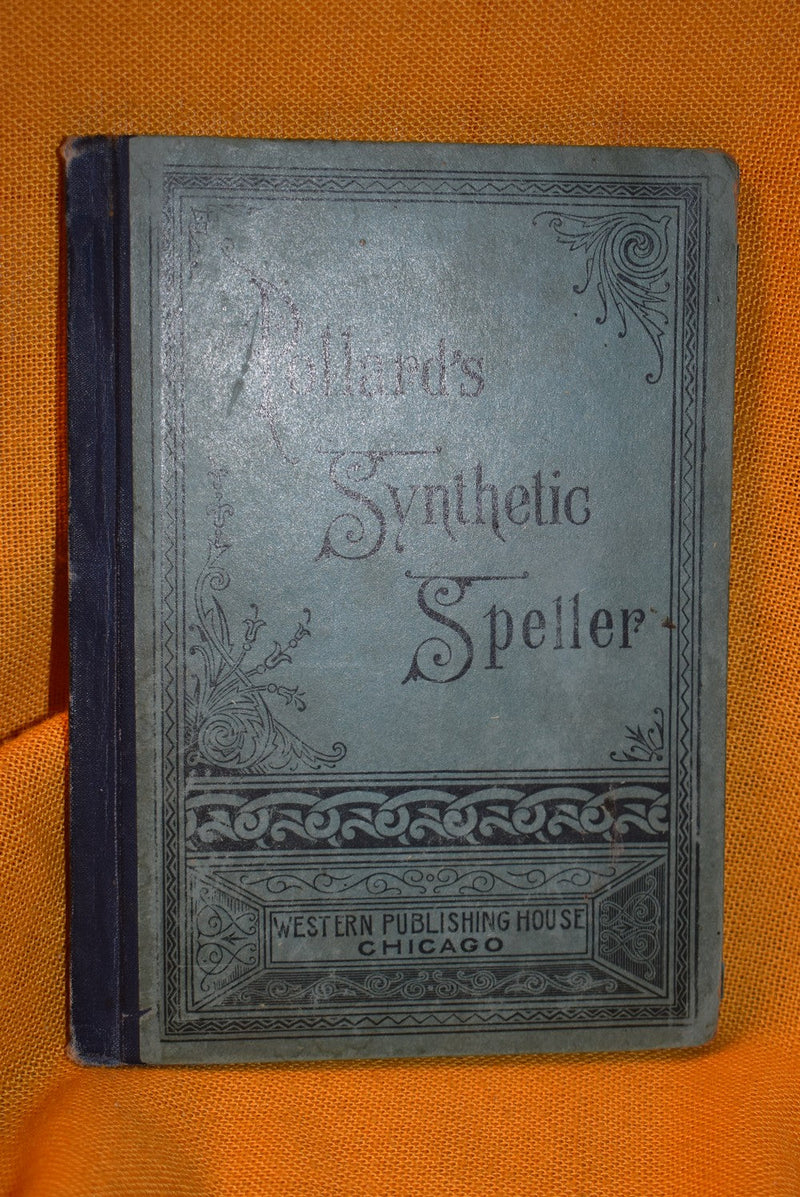 Pollard's
Synthetic
Speller
WESTERN PUBLISHING HOUSE
CHICAGO